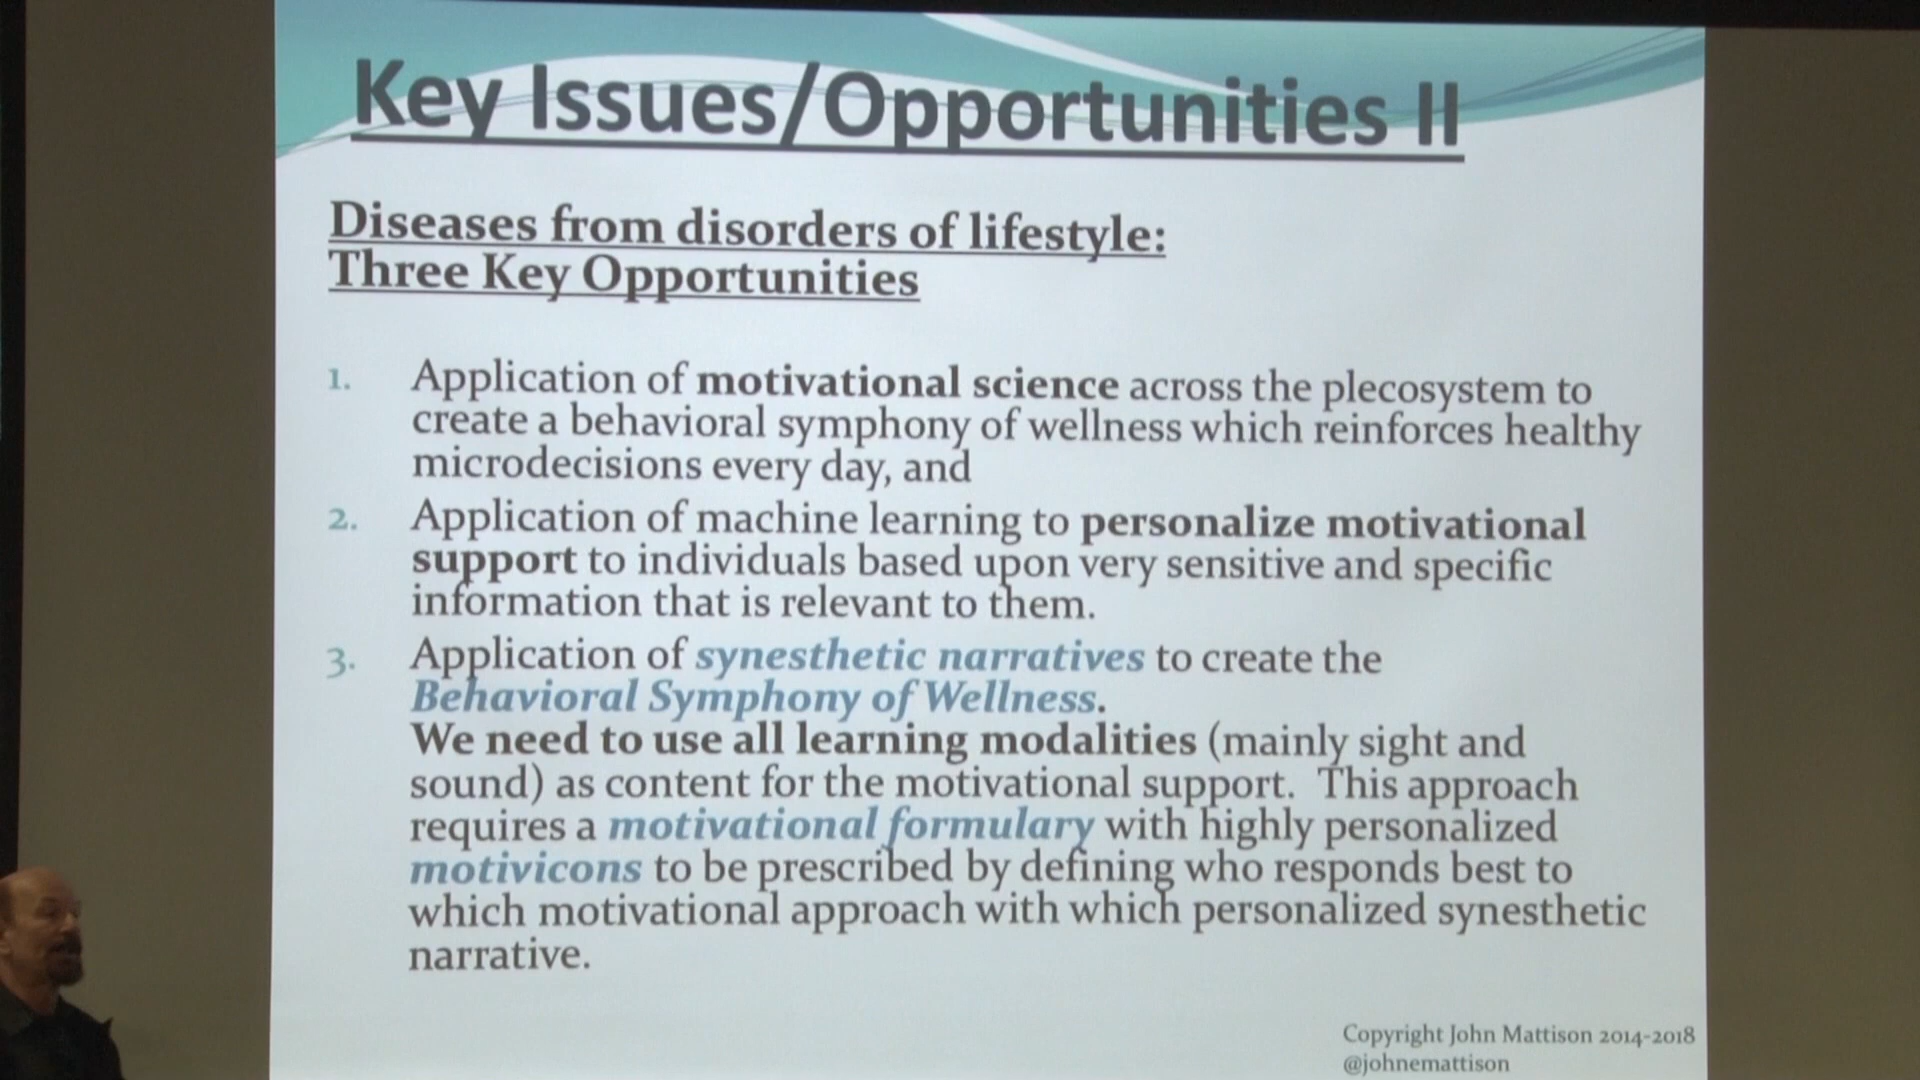 Key Issues/Opportunities II
Diseases from disorders of lifestyle:
Three Key Opportunities
1. Application of motivational science across the plecosystem to
create a behavioral symphony of wellness which reinforces healthy
microdecisions every day, and
2. Application of machine learning to personalize motivational
support to individuals based upon very sensitive and specific
information that is relevant to them.
3. Application of synesthetic narratives to create the
Behavioral Symphony of Wellness.
We need to use all learning modalities (mainly sight and
sound) as content for the motivational support. This approach
requires a motivational formulary with highly personalized
motivicons to be prescribed by defining who responds best to
which motivational approach with which personalized synesthetic
narrative.
Copyright John Mattison 2014-2018
@johnemattison